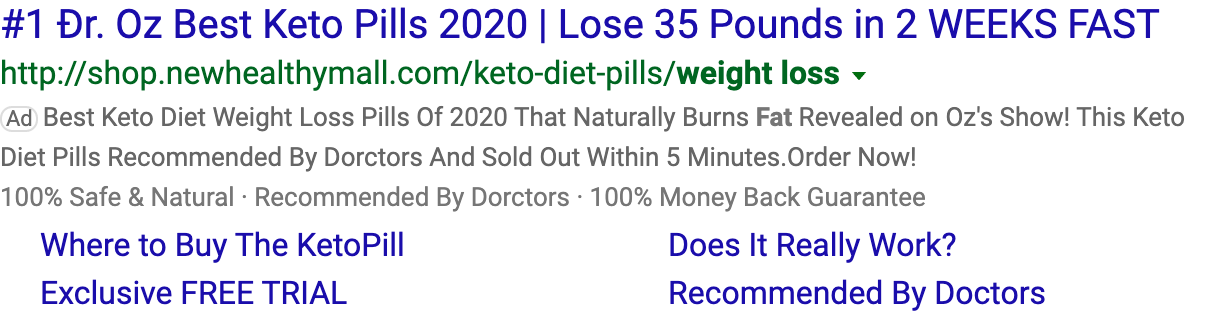 #1 Đr. Oz Best Keto Pills 2020 | Lose 35 Pounds in 2 WEEKS FAST
http://shop.newhealthymall.com/keto-diet-pills/weight loss
Ad Best Keto Diet Weight Loss Pills Of 2020 That Naturally Burns Fat Revealed on Oz's Show! This Keto
Diet Pills Recommended By Dorctors And Sold Out Within 5 Minutes.Order Now!
100% Safe & Natural · Recommended By Dorctors · 100% Money Back Guarantee
Where to Buy The KetoPill
Does It Really Work?
Exclusive FREE TRIAL
Recommended By Doctors